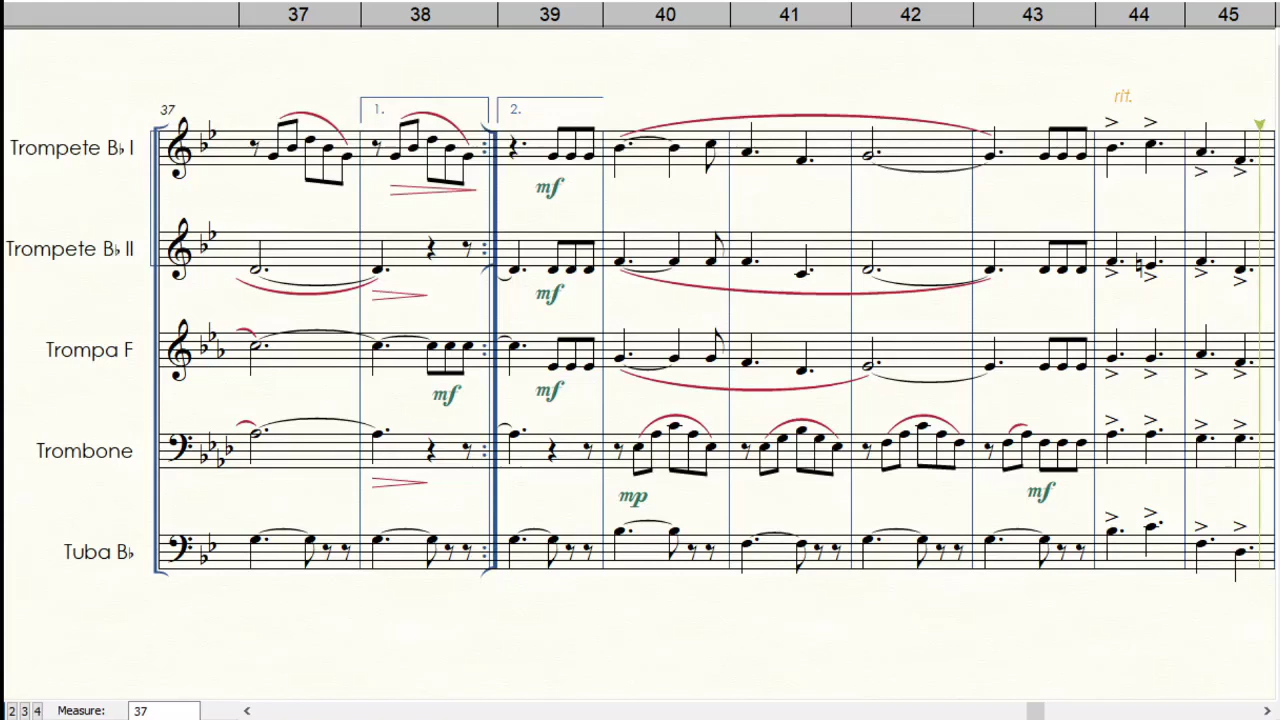 37 38 39 40 41 42 43 44 45
rit.
37 1. 2.
Trompete B♭ I
mf
Trompete B♭ II
mf
Trompa F
mf mf
Trombone
mp mf
Tuba B♭
2 3 4 Measure: 37